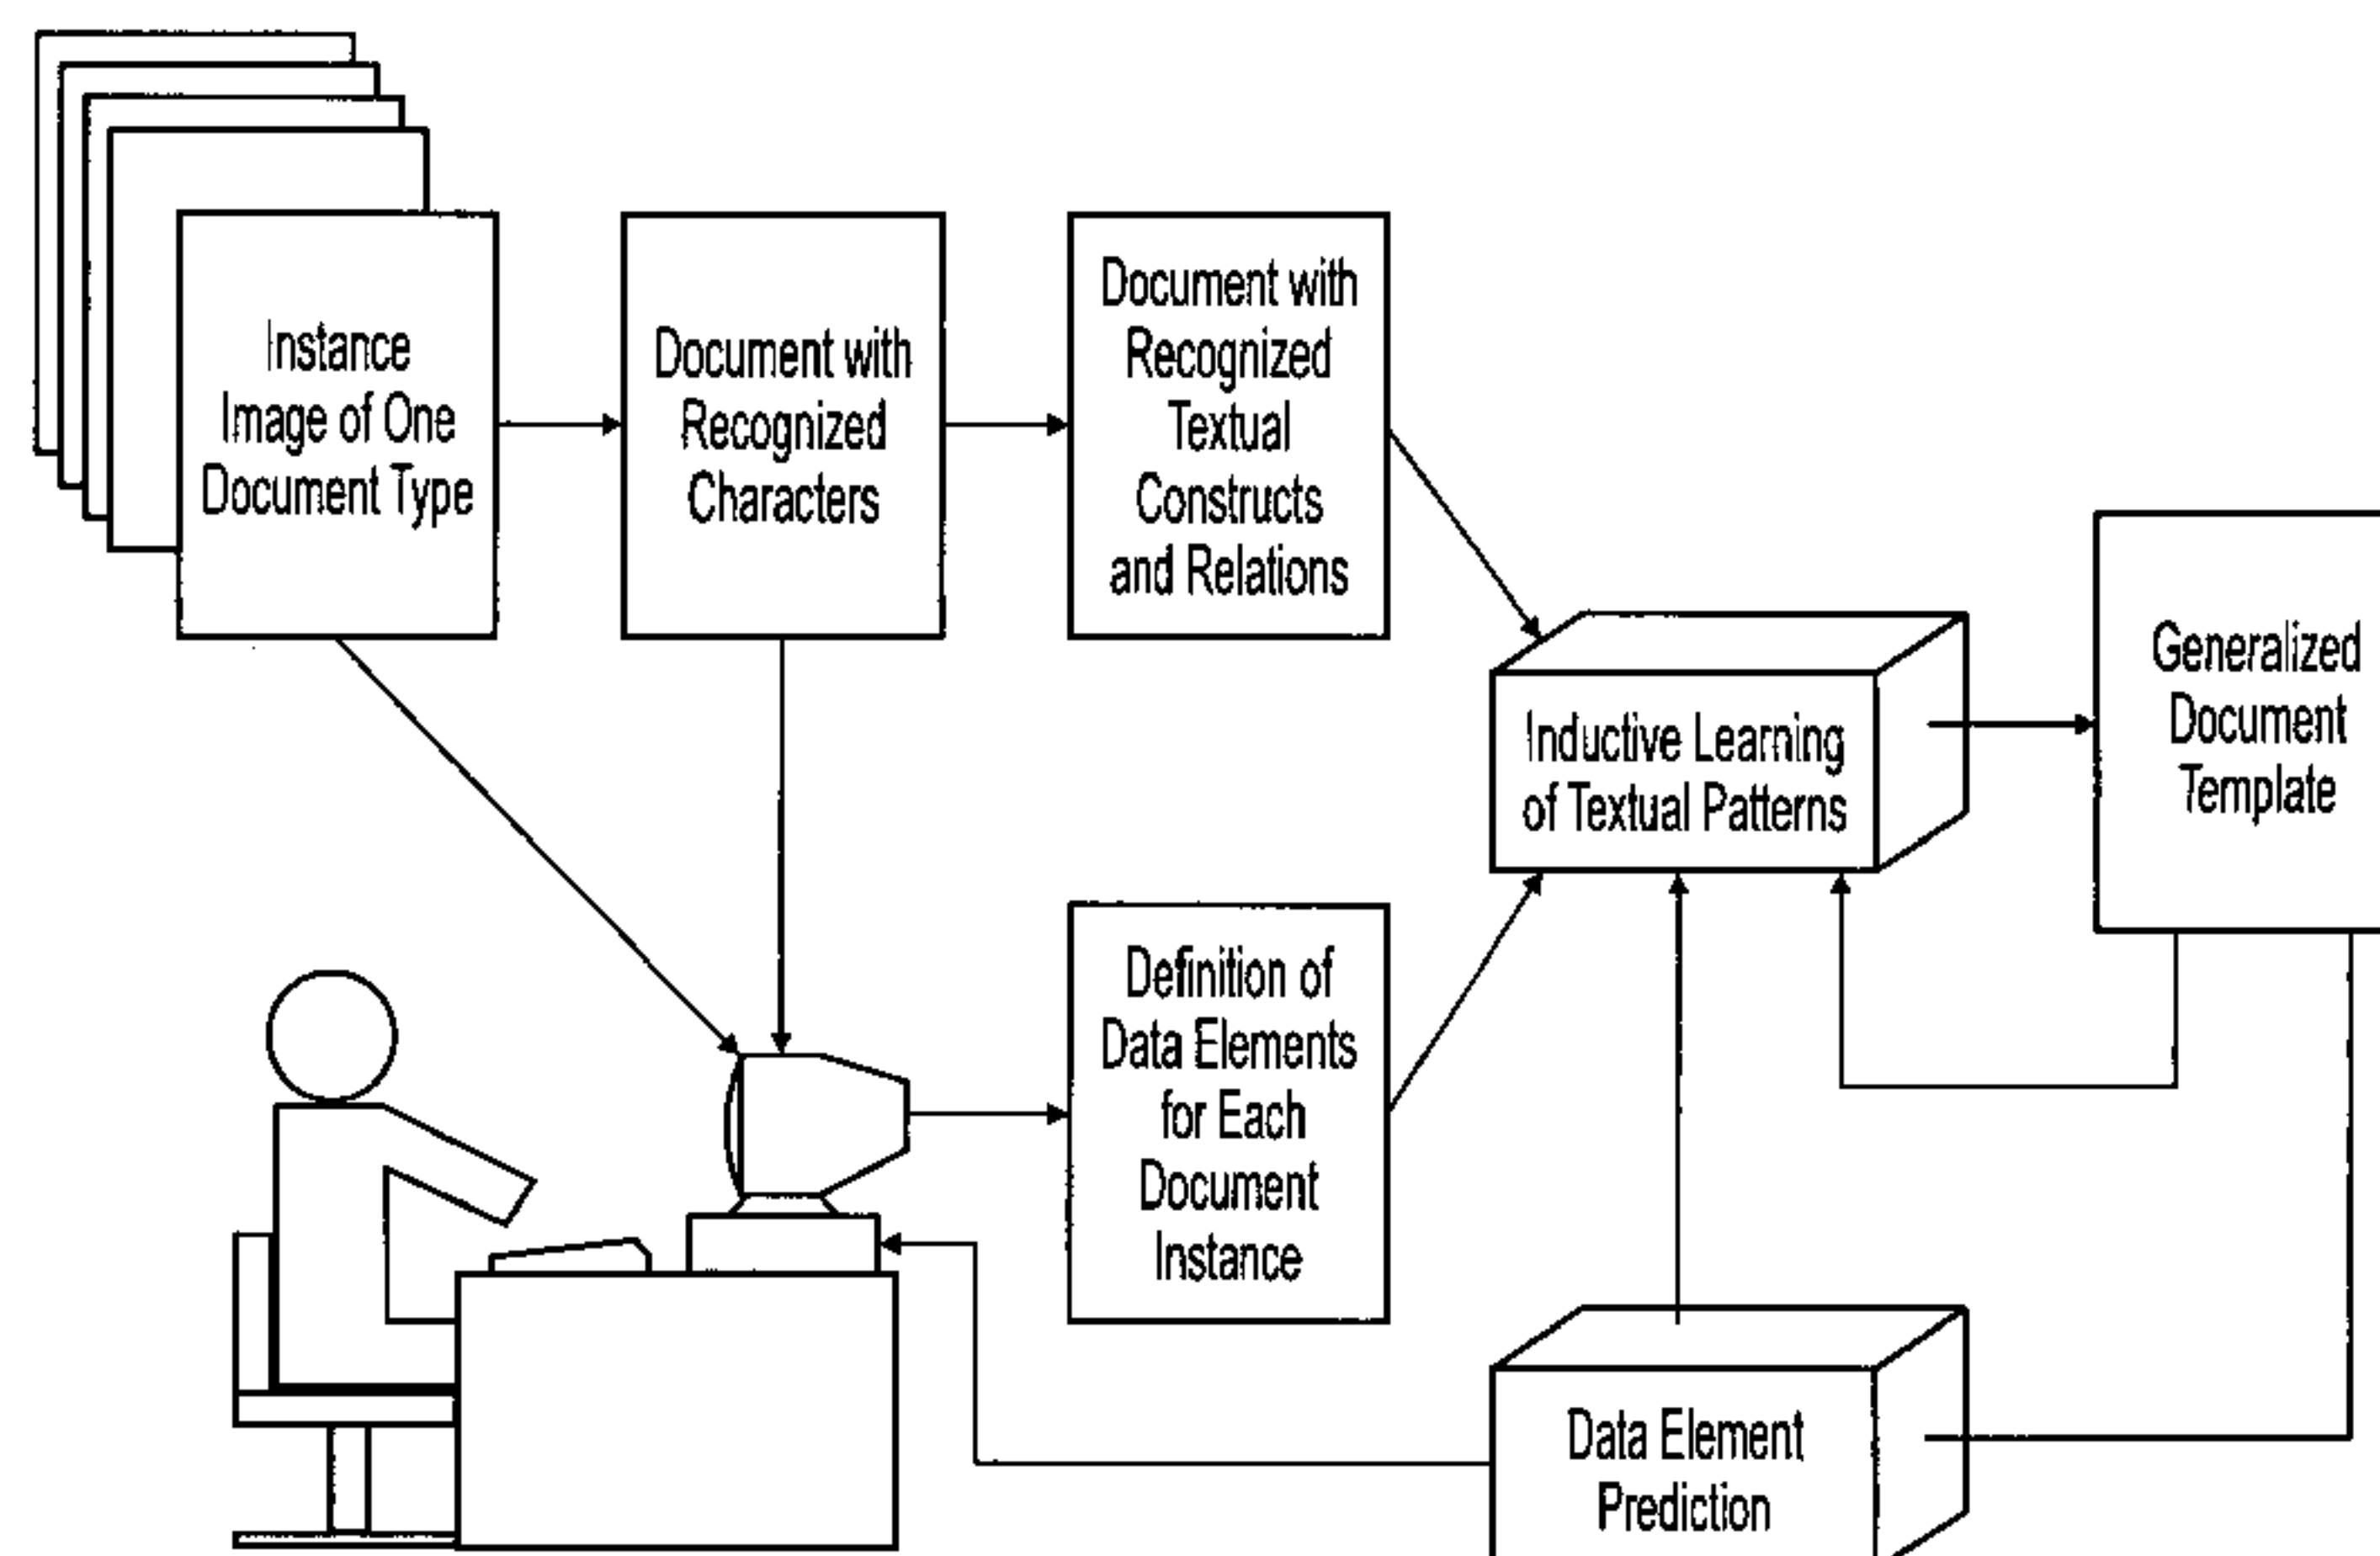 Instance
Image of One
Document Type
Document with
Recognized
Characters
Document with
Recognized
Textual
Constructs
and Relations
Inductive Learning
of Textual Patterns
Generalized
Document
Template
Definition of
Data Elements
for Each
Document
Instance
Data Element
Prediction